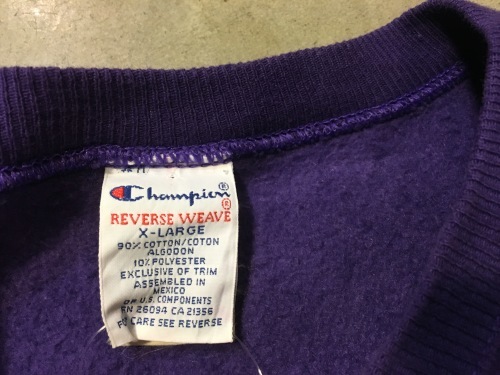 Champion®
REVERSE WEAVE®
X-LARGE
90% COTTON/COTON
ALGODON
10% POLYESTER
EXCLUSIVE OF TRIM
ASSEMBLED IN
MEXICO
OF U.S. COMPONENTS
RN 26094 CA 21356
CARE SEE REVERSE